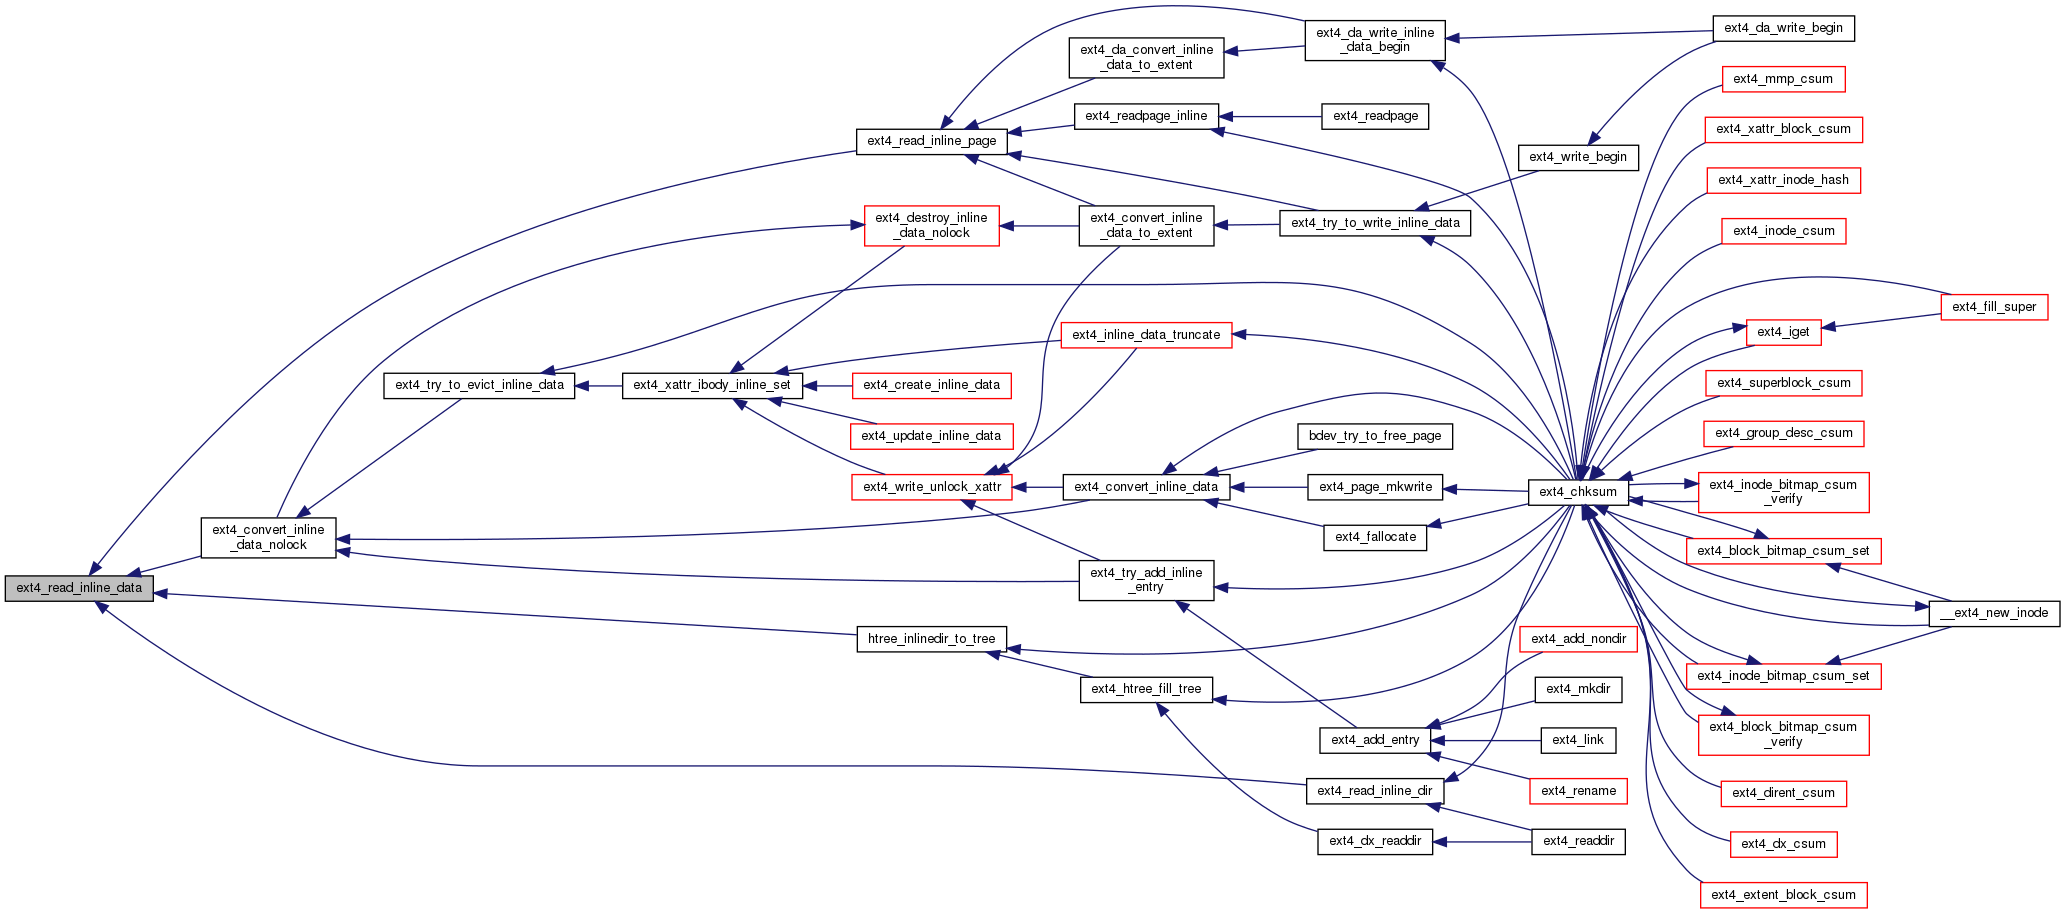 ext4_da_write_inline
_data_begin
ext4_da_write_begin
ext4_da_convert_inline
_data_to_extent
ext4_mmp_csum
ext4_readpage_inline
ext4_readpage
ext4_xattr_block_csum
ext4_read_inline_page
ext4_write_begin
ext4_xattr_inode_hash
ext4_destroy_inline
_data_nolock
ext4_convert_inline
_data_to_extent
ext4_try_to_write_inline_data
ext4_inode_csum
ext4_fill_super
ext4_inline_data_truncate
ext4_iget
ext4_try_to_evict_inline_data
ext4_xattr_ibody_inline_set
ext4_create_inline_data
ext4_superblock_csum
ext4_update_inline_data
bdev_try_to_free_page
ext4_group_desc_csum
ext4_write_unlock_xattr
ext4_convert_inline_data
ext4_page_mkwrite
ext4_chksum
ext4_inode_bitmap_csum
_verify
ext4_convert_inline
_data_nolock
ext4_fallocate
ext4_block_bitmap_csum_set
ext4_read_inline_data
ext4_try_add_inline
_entry
__ext4_new_inode
htree_inlinedir_to_tree
ext4_add_nondir
ext4_inode_bitmap_csum_set
ext4_htree_fill_tree
ext4_mkdir
ext4_add_entry
ext4_link
ext4_block_bitmap_csum
_verify
ext4_read_inline_dir
ext4_rename
ext4_dirent_csum
ext4_dx_readdir
ext4_readdir
ext4_dx_csum
ext4_extent_block_csum